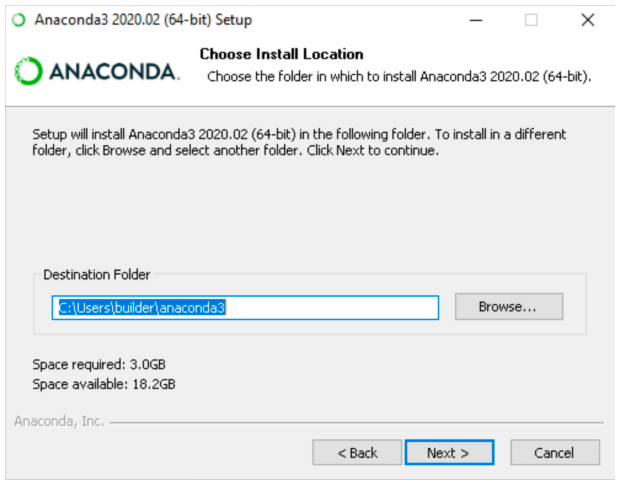 Anaconda3 2020.02 (64-bit) Setup
ANACONDA.
Choose Install Location
Choose the folder in which to install Anaconda3 2020.02 (64-bit).
Setup will install Anaconda3 2020.02 (64-bit) in the following folder. To install in a different
folder, click Browse and select another folder. Click Next to continue.
Destination Folder
C:\Users\builder\anaconda3
Browse...
Space required: 3.0GB
Space available: 18.2GB
Anaconda, Inc.
< Back
Next >
Cancel